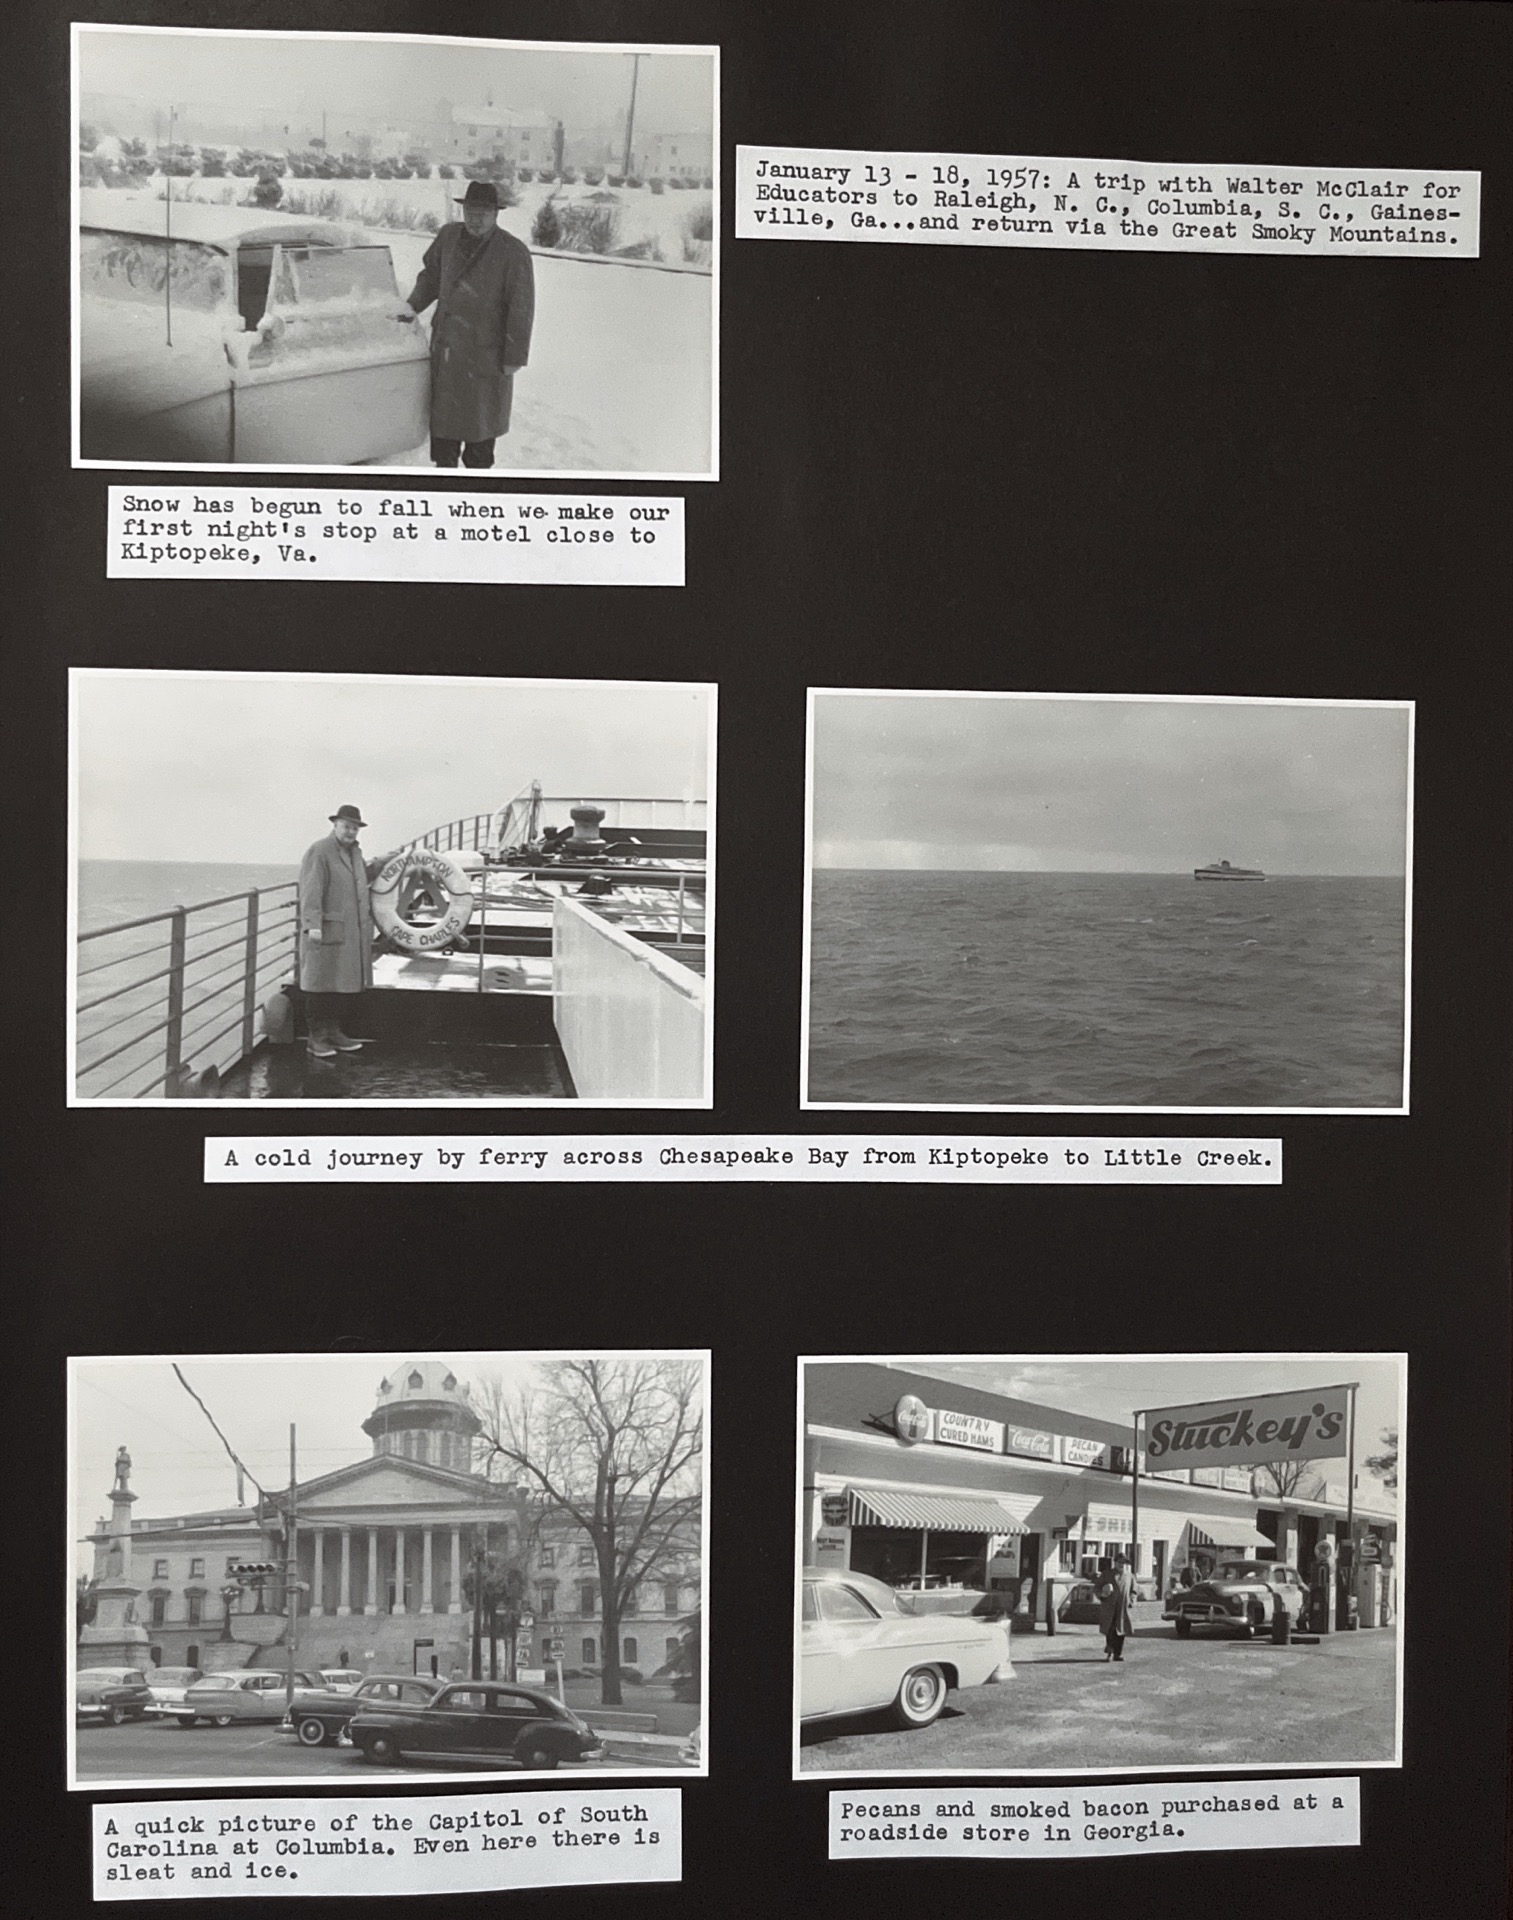 January 13 - 18, 1957: A trip with Walter McClair for
Educators to Raleigh, N. C., Columbia, S. C., Gaines-
ville, Ga...and return via the Great Smoky Mountains.
Snow has begun to fall when we make our
first night's stop at a motel close to
Kiptopeke, Va.
NORTHAMPTON
CAPE CHARLES
A cold journey by ferry across Chesapeake Bay from Kiptopeke to Little Creek.
A quick picture of the Capitol of South
Carolina at Columbia. Even here there is
sleat and ice.
Coca-Cola
COUNTRY
CURED HAMS
Coca-Cola
PECAN
CANDIES
Stuckey's
Pecans and smoked bacon purchased at a
roadside store in Georgia.